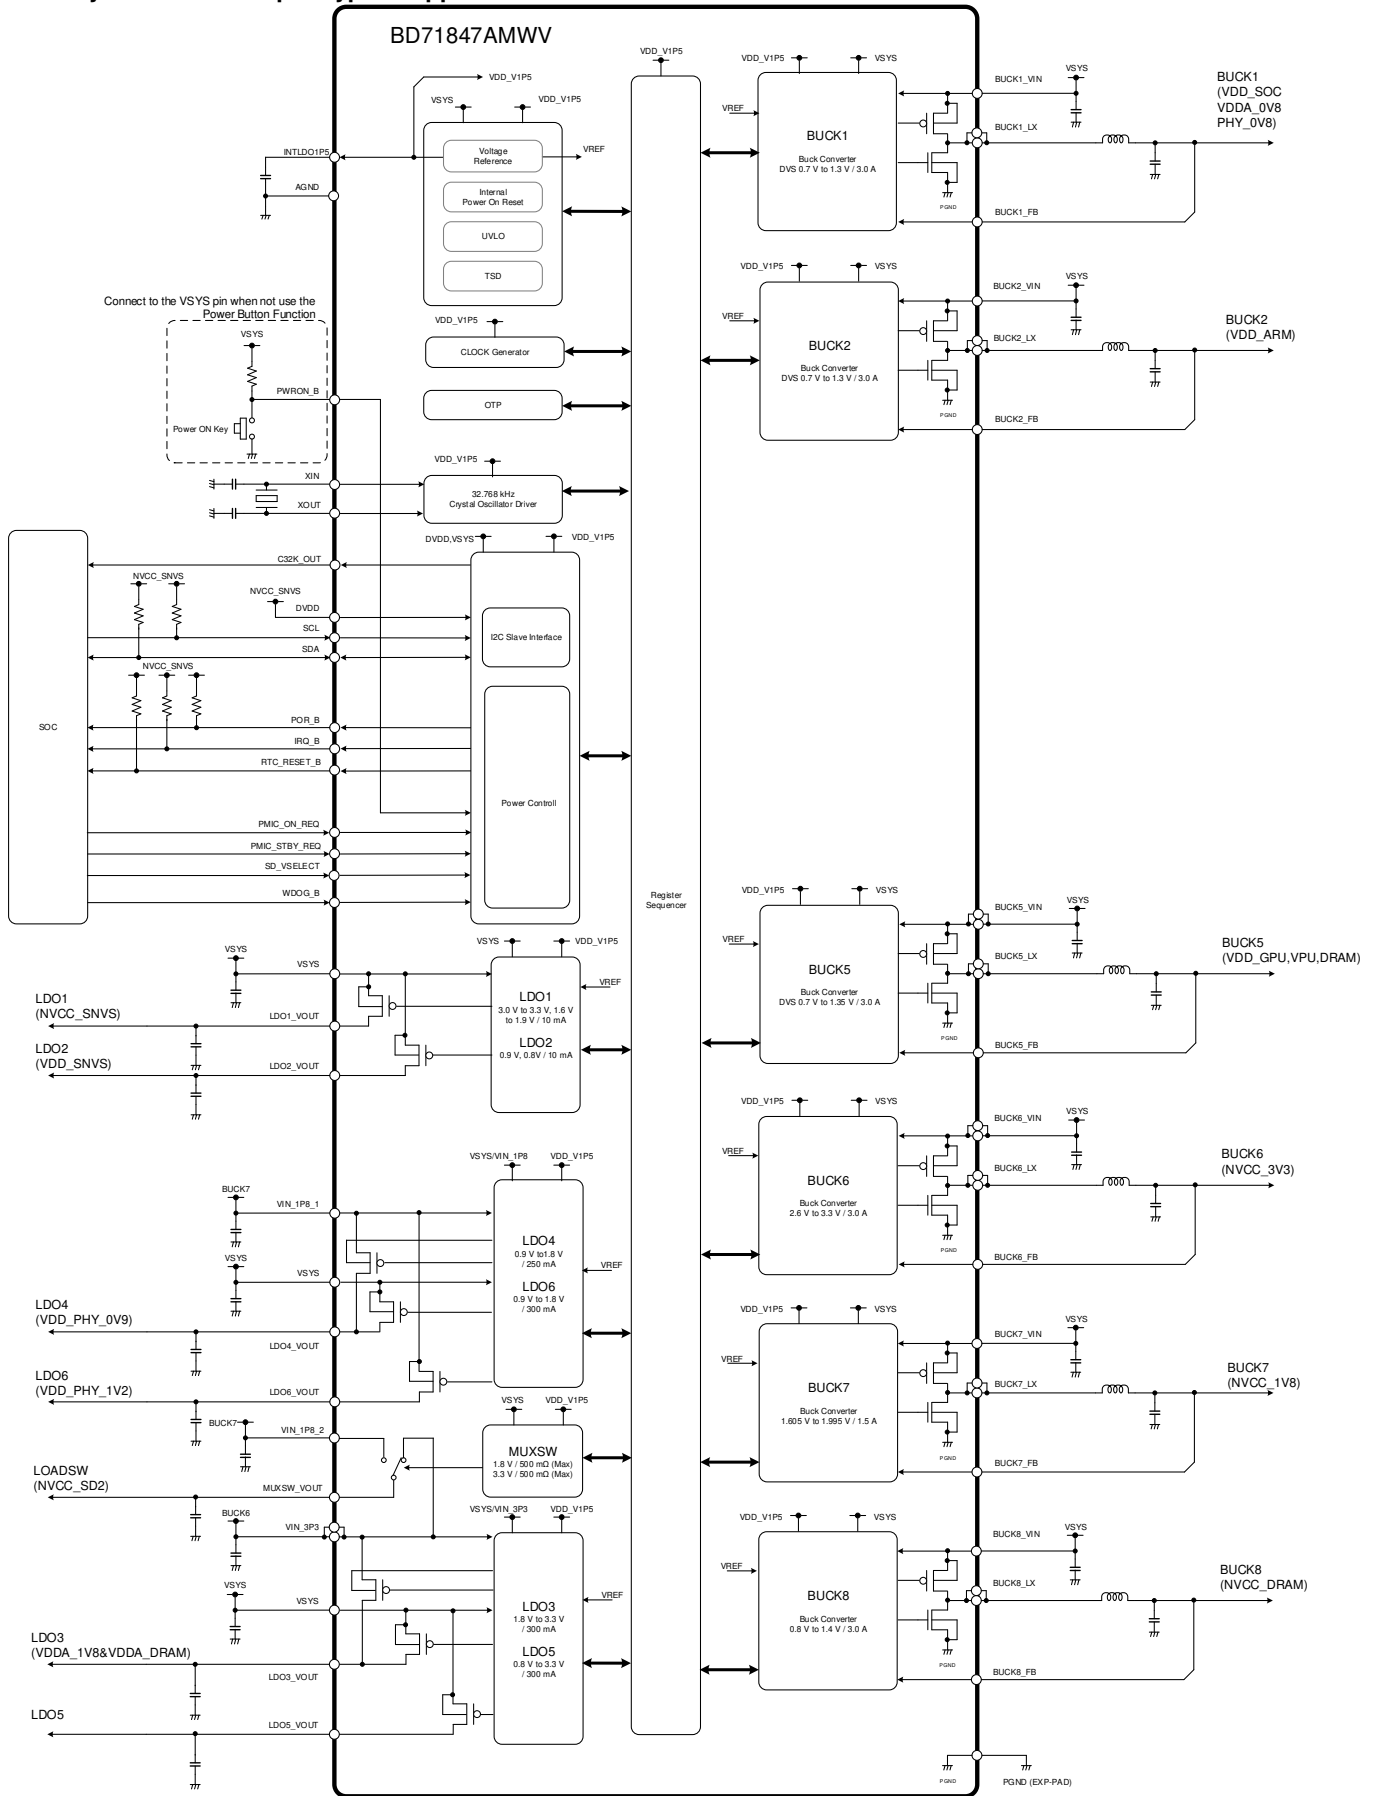 BD71847AMWV
VDD_V1P5
VSYS
VDD_V1P5
Voltage
Reference
VREF
Internal
Power On Reset
UVLO
TSD
INTLDO1P5
AGND
Connect to the VSYS pin when not use the
Power Button Function
VSYS
PWRON_B
Power ON Key
VDD_V1P5
CLOCK Generator
OTP
XIN
XOUT
VDD_V1P5
32.768 kHz
Crystal Oscillator Driver
SOC
C32K_OUT
NVCC_SNVS
NVCC_SNVS
DVDD
SCL
SDA
NVCC_SNVS
POR_B
IRQ_B
RTC_RESET_B
PMIC_ON_REQ
PMIC_STBY_REQ
SD_VSELECT
WDOG_B
DVDD,VSYS
VDD_V1P5
I2C Slave Interface
Power Controll
VSYS
VSYS
LDO1
(NVCC_SNVS)
LDO1_VOUT
LDO2
(VDD_SNVS)
LDO2_VOUT
VSYS
VDD_V1P5
LDO1
3.0 V to 3.3 V, 1.6 V
to 1.9 V / 10 mA
LDO2
0.9 V, 0.8V / 10 mA
VREF
BUCK7
VIN_1P8_1
VSYS
VSYS
LDO4
(VDD_PHY_0V9)
LDO4_VOUT
LDO6
(VDD_PHY_1V2)
LDO6_VOUT
VSYS/VIN_1P8
VDD_V1P5
LDO4
0.9 V to1.8 V
/ 250 mA
LDO6
0.9 V to 1.8 V
/ 300 mA
VREF
BUCK7
VIN_1P8_2
LOADSW
(NVCC_SD2)
MUXSW_VOUT
VSYS
VDD_V1P5
MUXSW
1.8 V / 500 mΩ (Max)
3.3 V / 500 mΩ (Max)
BUCK6
VIN_3P3
VSYS
VSYS
LDO3
(VDDA_1V8&VDDA_DRAM)
LDO3_VOUT
LDO5
LDO5_VOUT
VSYS/VIN_3P3
VDD_V1P5
LDO3
1.8 V to 3.3 V
/ 300 mA
LDO5
0.8 V to 3.3 V
/ 300 mA
VREF
VDD_V1P5
Register
Sequencer
VDD_V1P5
VSYS
VREF
BUCK1
Buck Converter
DVS 0.7 V to 1.3 V / 3.0 A
PGND
BUCK1_VIN
VSYS
BUCK1_LX
BUCK1_FB
BUCK1
(VDD_SOC
VDDA_0V8
PHY_0V8)
VDD_V1P5
VSYS
VREF
BUCK2
Buck Converter
DVS 0.7 V to 1.3 V / 3.0 A
PGND
BUCK2_VIN
VSYS
BUCK2_LX
BUCK2_FB
BUCK2
(VDD_ARM)
VDD_V1P5
VSYS
VREF
BUCK5
Buck Converter
DVS 0.7 V to 1.35 V / 3.0 A
PGND
BUCK5_VIN
VSYS
BUCK5_LX
BUCK5_FB
BUCK5
(VDD_GPU,VPU,DRAM)
VDD_V1P5
VSYS
VREF
BUCK6
Buck Converter
2.6 V to 3.3 V / 3.0 A
PGND
BUCK6_VIN
VSYS
BUCK6_LX
BUCK6_FB
BUCK6
(NVCC_3V3)
VDD_V1P5
VSYS
VREF
BUCK7
Buck Converter
1.605 V to 1.995 V / 1.5 A
PGND
BUCK7_VIN
VSYS
BUCK7_LX
BUCK7_FB
BUCK7
(NVCC_1V8)
VDD_V1P5
VSYS
VREF
BUCK8
Buck Converter
0.8 V to 1.4 V / 3.0 A
PGND
BUCK8_VIN
VSYS
BUCK8_LX
BUCK8_FB
BUCK8
(NVCC_DRAM)
PGND
PGND (EXP-PAD)